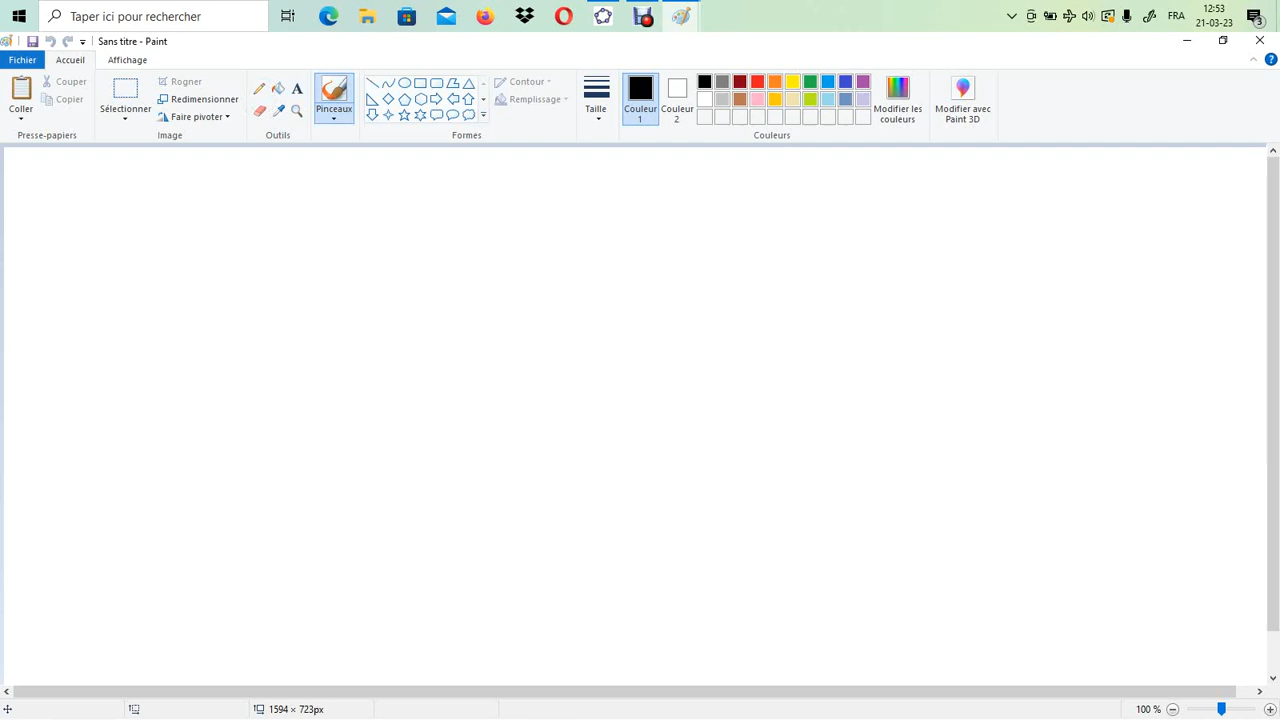 Taper ici pour rechercher
FRA
12:53
21-03-23
3
Sans titre - Paint
Fichier
Accueil
Affichage
Coller
Couper
Copier
Presse-papiers
Sélectionner
Rogner
Redimensionner
Faire pivoter
Image
Outils
Pinceaux
Formes
Contour
Remplissage
Taille
Couleur
1
Couleur
2
Modifier les
couleurs
Couleurs
Modifier avec
Paint 3D
1594 × 723px
100 %